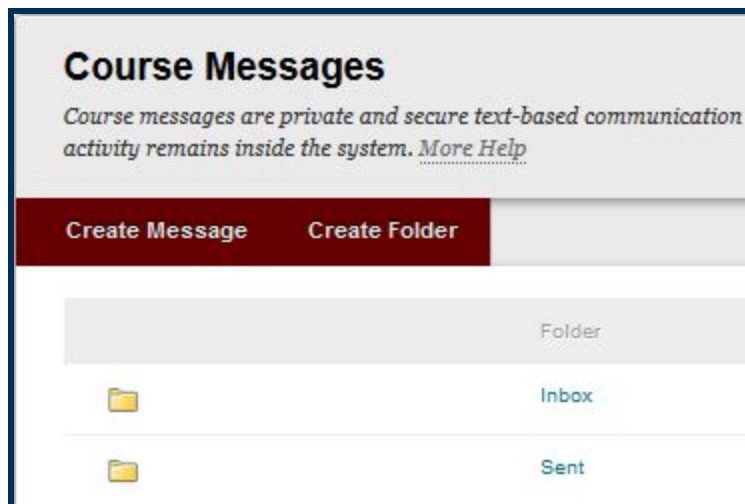 Course Messages
Course messages are private and secure text-based communication
activity remains inside the system. More Help
Create Message Create Folder
Folder
Inbox
Sent